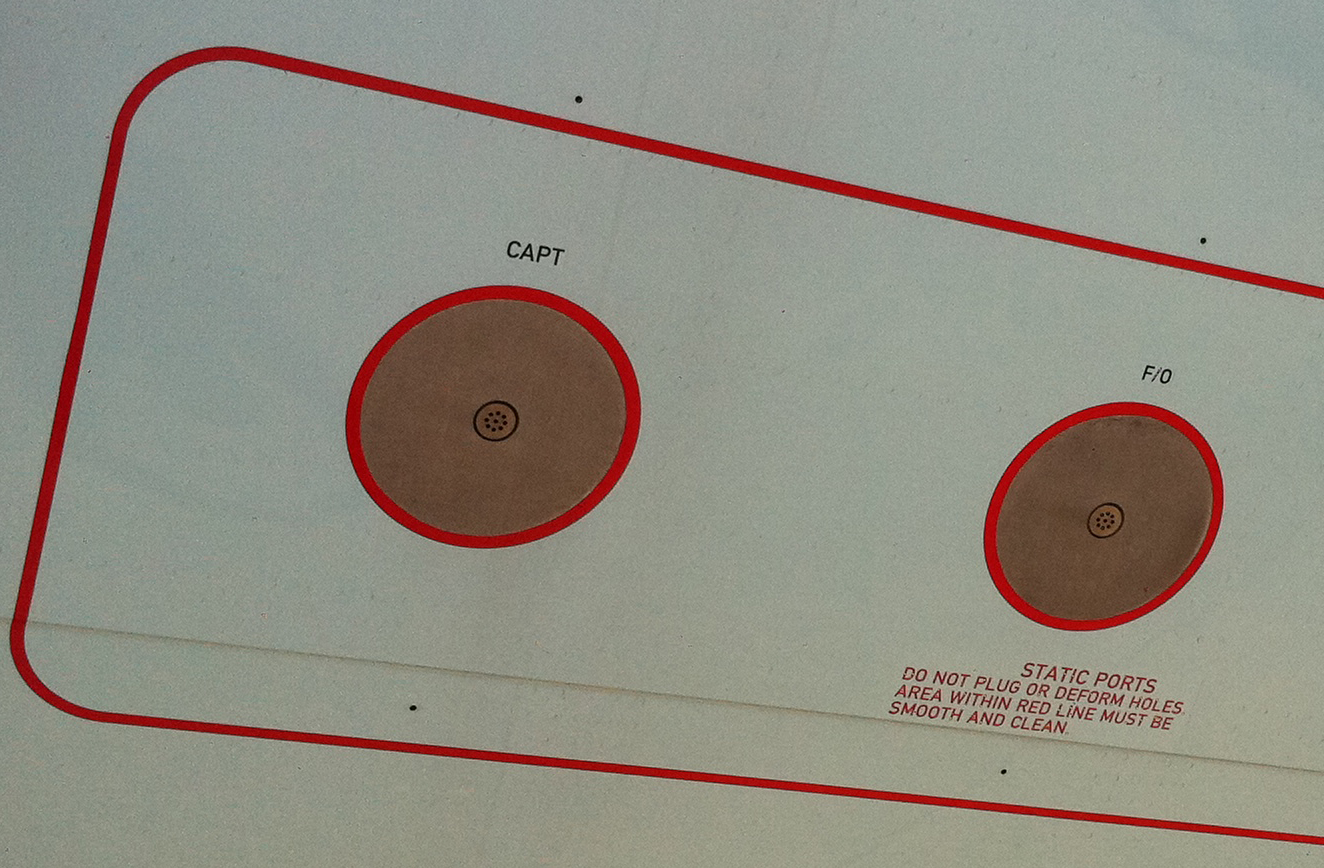 CAPT
F/O
STATIC PORTS
DO NOT PLUG OR DEFORM HOLES.
AREA WITHIN RED LINE MUST BE
SMOOTH AND CLEAN.